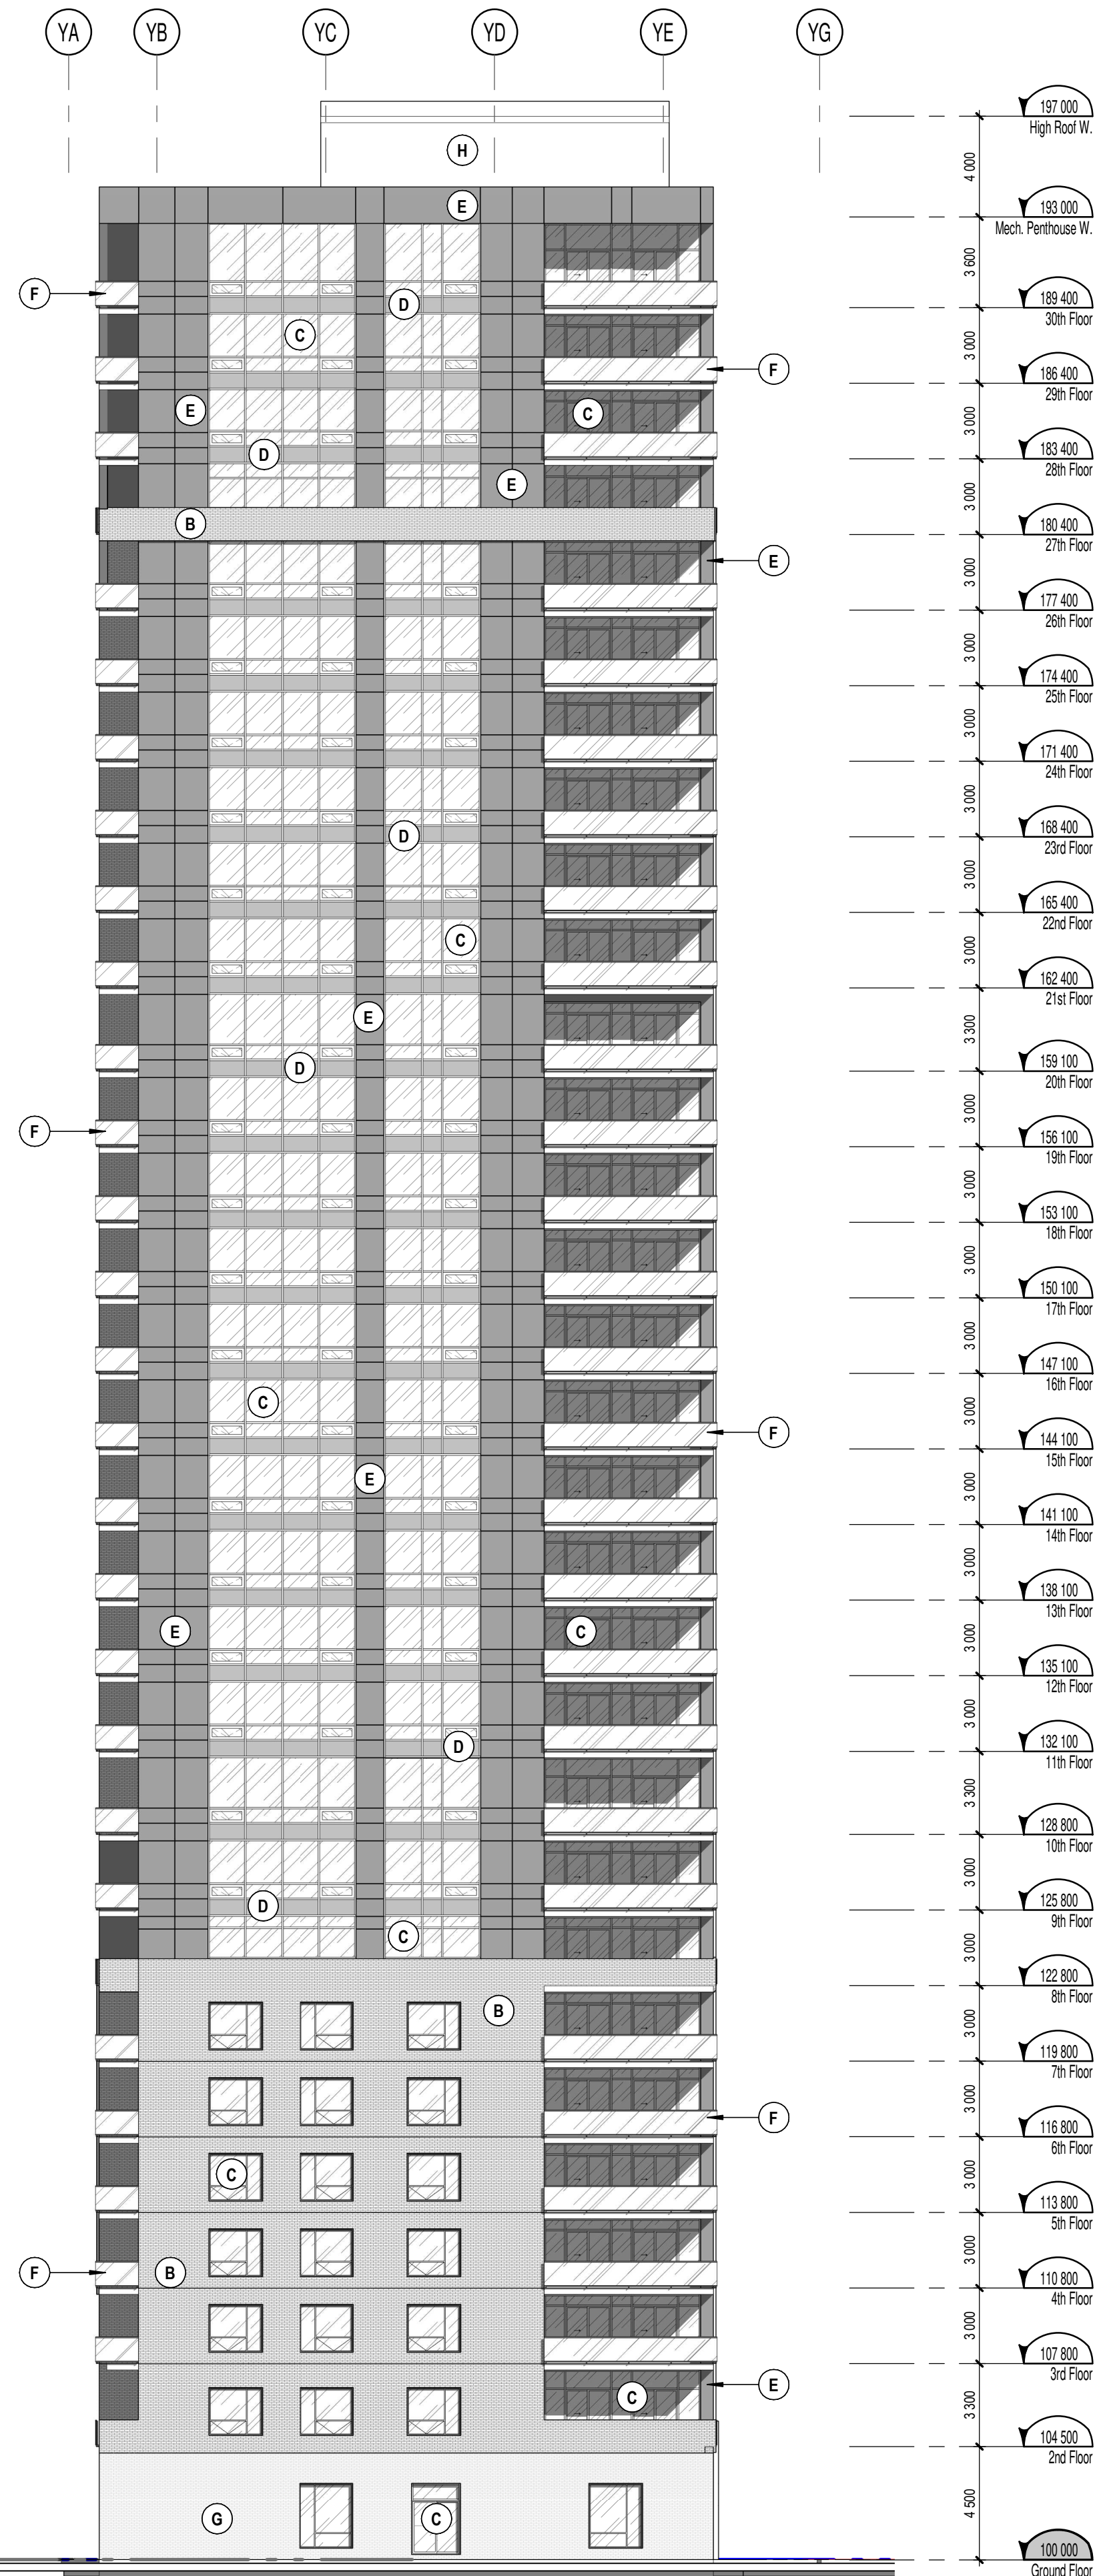 YA YB YC YD YE YG
197 000
High Roof W.
H
4 000
E
193 000
Mech. Penthouse W.
3 600
F
D
189 400
30th Floor
C
3 000
F
186 400
29th Floor
E
C
3 000
D
183 400
28th Floor
E
3 000
B
180 400
27th Floor
E
3 000
177 400
26th Floor
3 000
174 400
25th Floor
3 000
171 400
24th Floor
3 000
D
168 400
23rd Floor
3 000
165 400
22nd Floor
C
3 000
162 400
21st Floor
E
3 300
D
159 100
20th Floor
3 000
F
156 100
19th Floor
3 000
153 100
18th Floor
3 000
150 100
17th Floor
3 000
147 100
16th Floor
C
3 000
F
144 100
15th Floor
E
3 000
141 100
14th Floor
3 000
138 100
13th Floor
E
C
3 000
135 100
12th Floor
3 000
D
132 100
11th Floor
3 300
128 800
10th Floor
3 000
D
125 800
9th Floor
C
3 000
122 800
8th Floor
B
3 000
119 800
7th Floor
3 000
F
116 800
6th Floor
C
3 000
113 800
5th Floor
3 000
F
B
110 800
4th Floor
3 000
107 800
3rd Floor
C
E
3 300
104 500
2nd Floor
4 500
G
C
100 000
Ground Floor